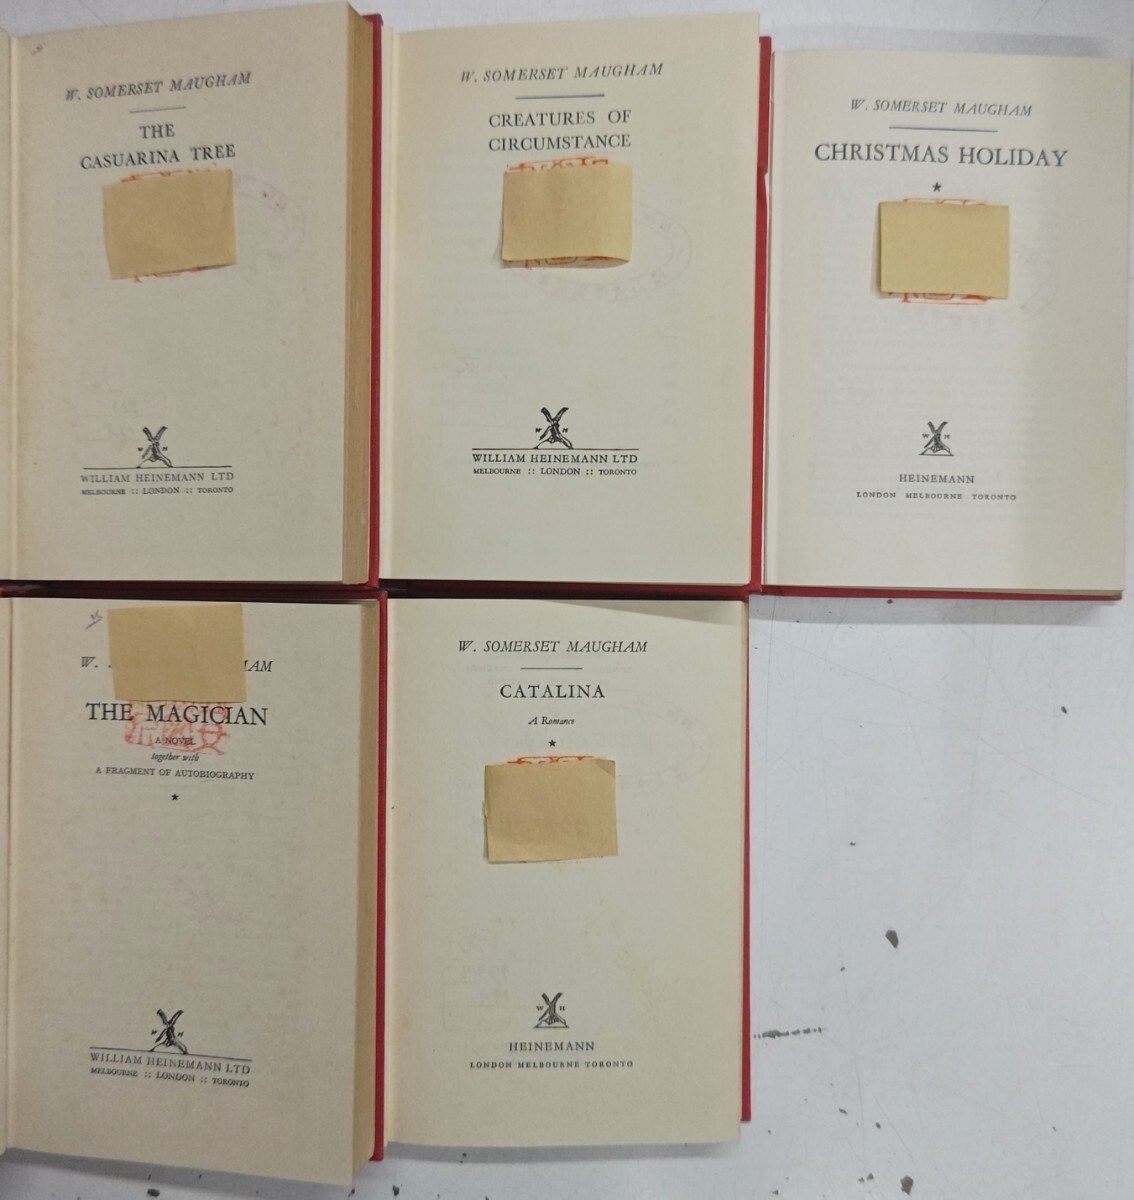 W. SOMERSET MAUGHAM
THE
CASUARINA TREE
W H
WILLIAM HEINEMANN LTD
MELBOURNE :: LONDON :: TORONTO
W. SOMERSET MAUGHAM
CREATURES OF
CIRCUMSTANCE
W H
WILLIAM HEINEMANN LTD
MELBOURNE :: LONDON :: TORONTO
W. SOMERSET MAUGHAM
CHRISTMAS HOLIDAY
★
W H
HEINEMANN
LONDON MELBOURNE TORONTO
W.
THE MAGICIAN
A NOVEL
together with
A FRAGMENT OF AUTOBIOGRAPHY
★
W H
WILLIAM HEINEMANN LTD
MELBOURNE :: LONDON :: TORONTO
W. SOMERSET MAUGHAM
CATALINA
A Romance
★
W H
HEINEMANN
LONDON MELBOURNE TORONTO